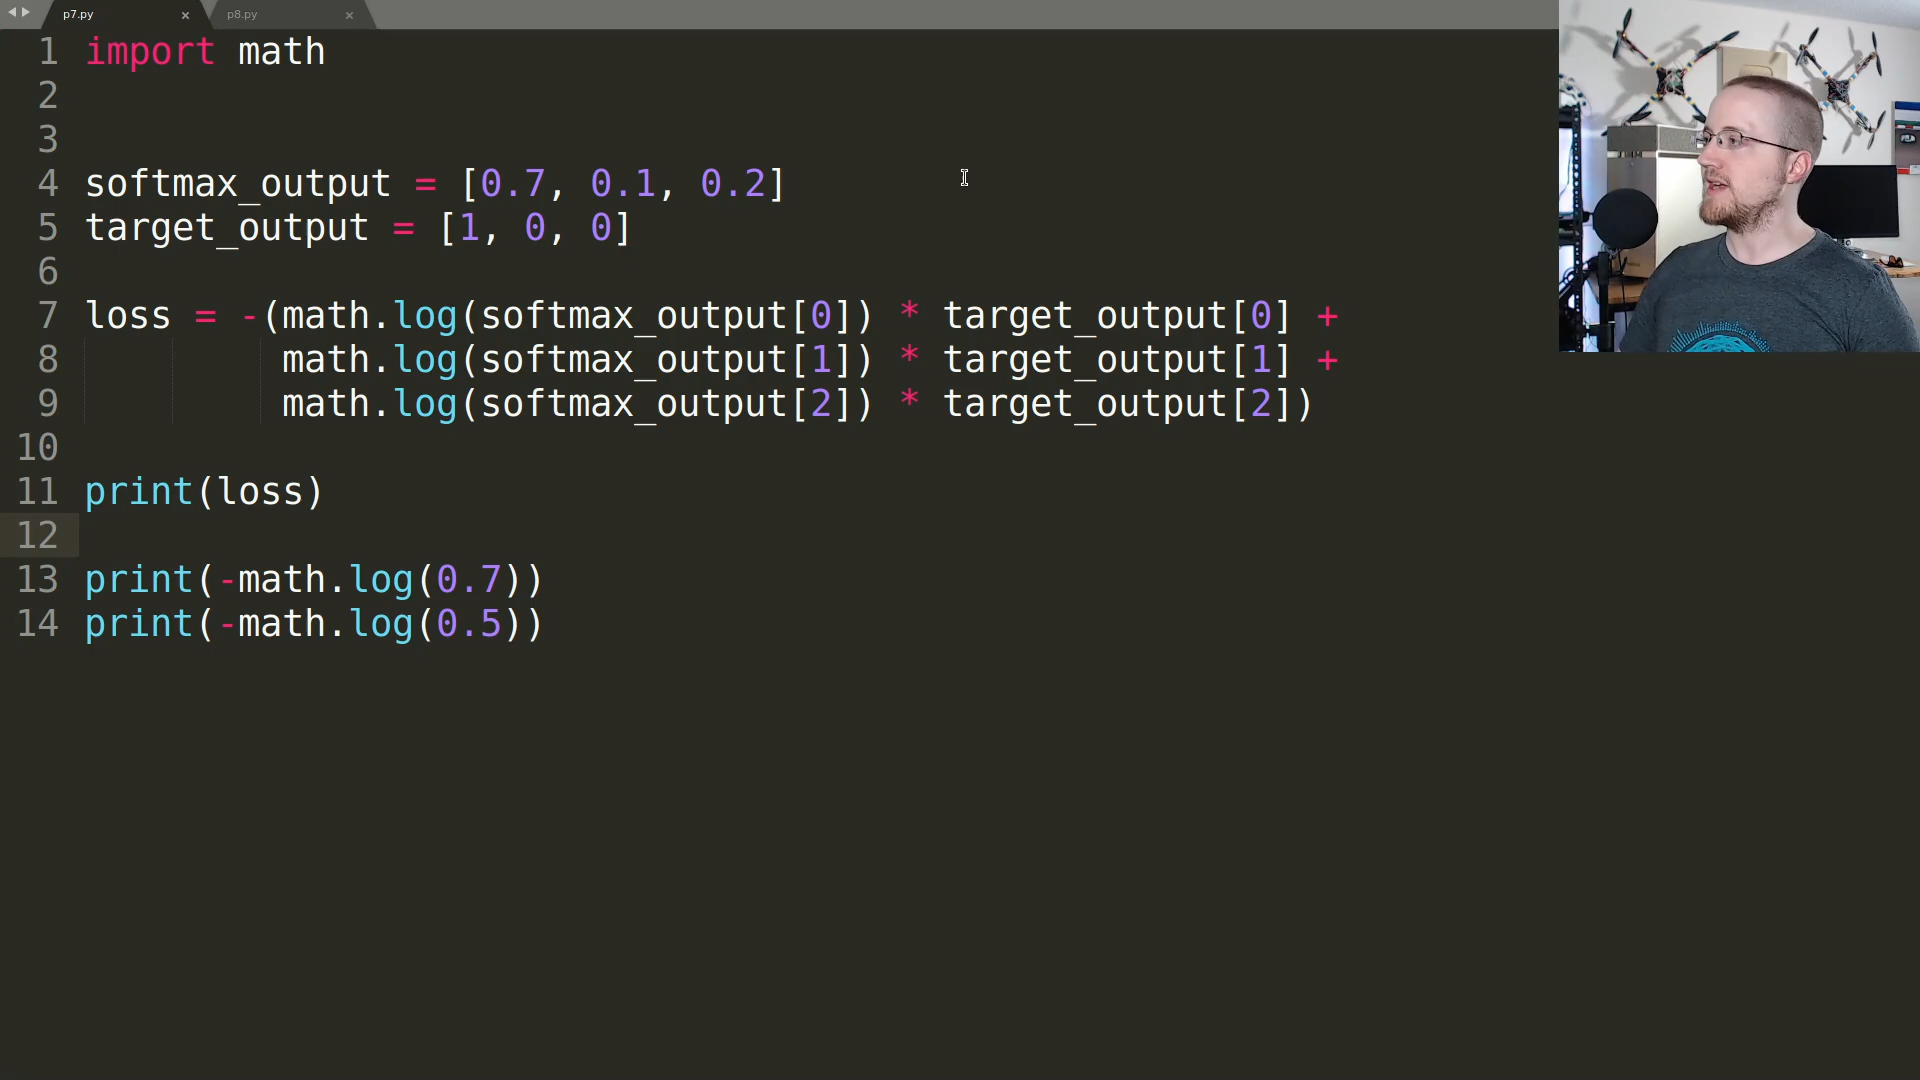 p7.py × p8.py ×
1 import math
2
3
4 softmax_output = [0.7, 0.1, 0.2]
5 target_output = [1, 0, 0]
6
7 loss = -(math.log(softmax_output[0]) * target_output[0] +
8 math.log(softmax_output[1]) * target_output[1] +
9 math.log(softmax_output[2]) * target_output[2])
10
11 print(loss)
12
13 print(-math.log(0.7))
14 print(-math.log(0.5))